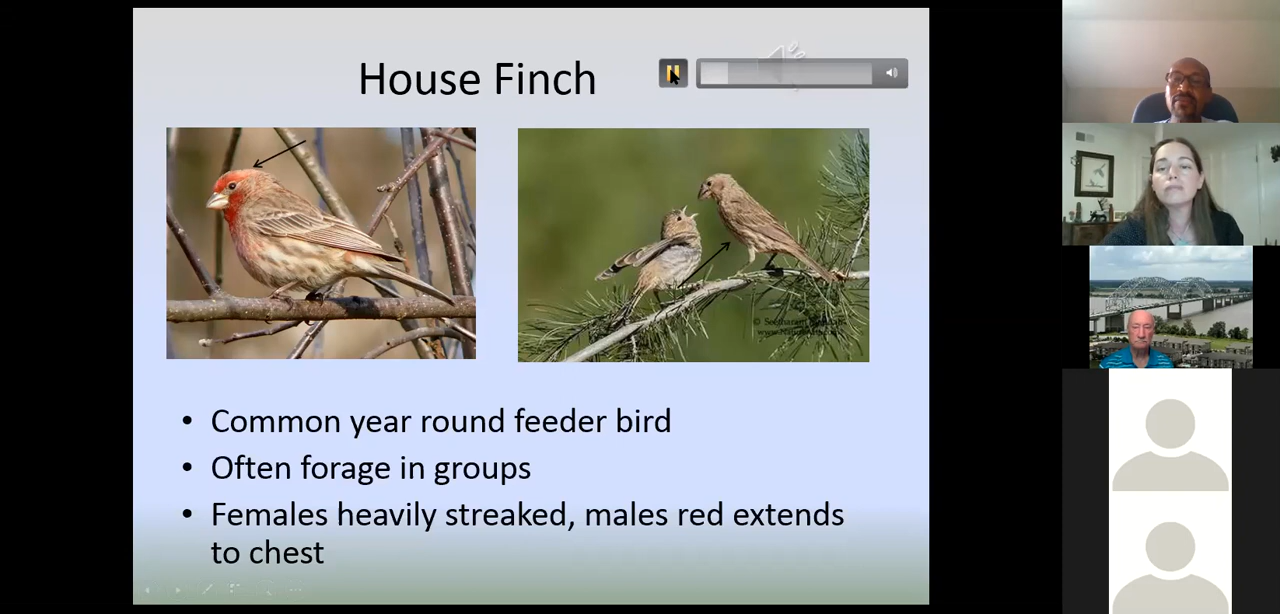 House Finch
• Common year round feeder bird
• Often forage in groups
• Females heavily streaked, males red extends
to chest